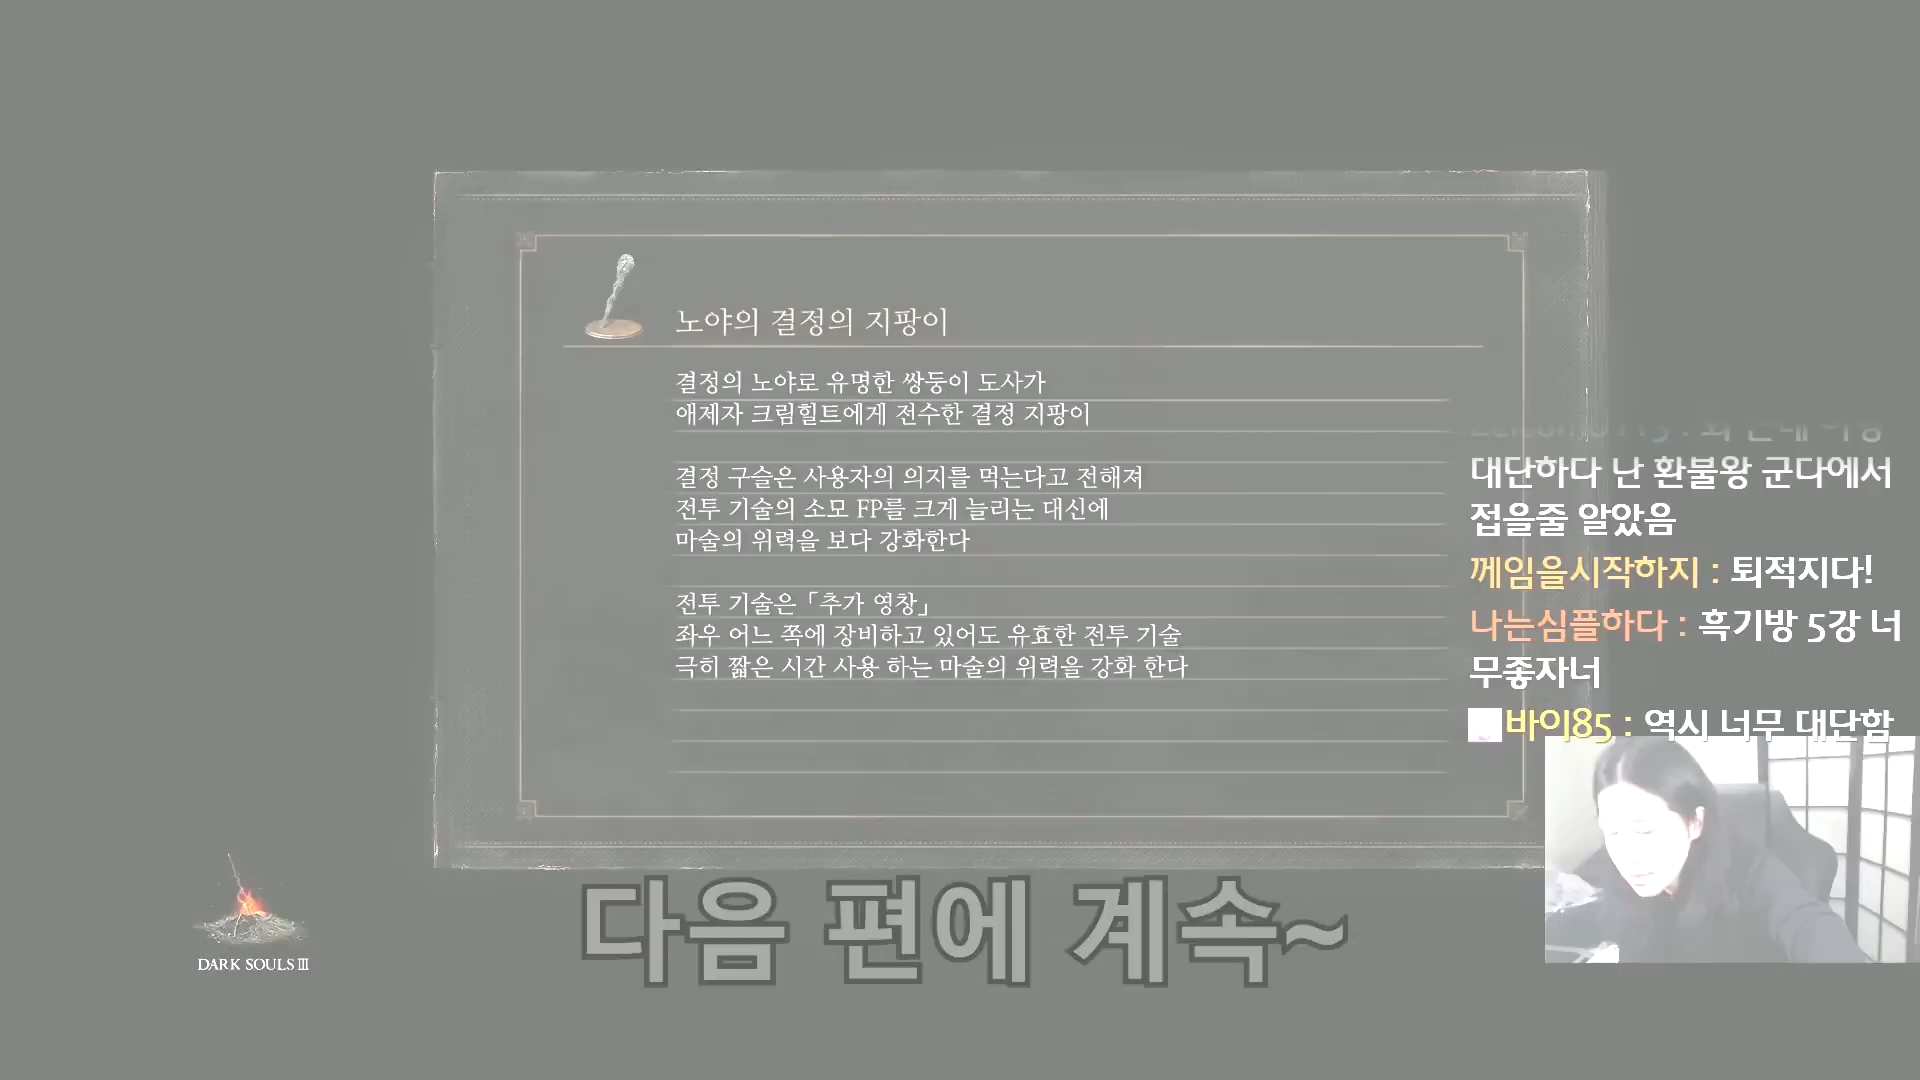 노야의 결정의 지팡이
결정의 노야로 유명한 쌍둥이 도사가
애제자 크림힐트에게 전수한 결정 지팡이
결정 구슬은 사용자의 의지를 먹는다고 전해져
전투 기술의 소모 FP를 크게 늘리는 대신에
마술의 위력을 보다 강화한다
전투 기술은 「추가 영창」
좌우 어느 쪽에 장비하고 있어도 유효한 전투 기술
극히 짧은 시간 사용 하는 마술의 위력을 강화 한다
대단하다 난 환불왕 군다에서
접을줄 알았음
께임을시작하지 : 퇴적지다!
나는심플하다 : 흑기방 5강 너
무좋자너
바이85 : 역시 너무 대단함
다음 편에 계속~
DARK SOULS III